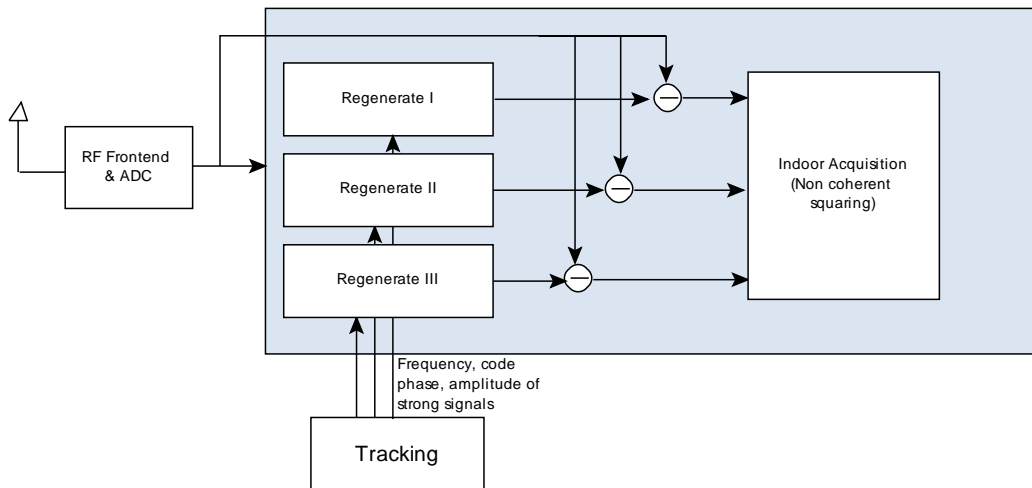 RF Frontend
& ADC
Regenerate I
Regenerate II
Regenerate III
Indoor Acquisition
(Non coherent
squaring)
Frequency, code
phase, amplitude of
strong signals
Tracking